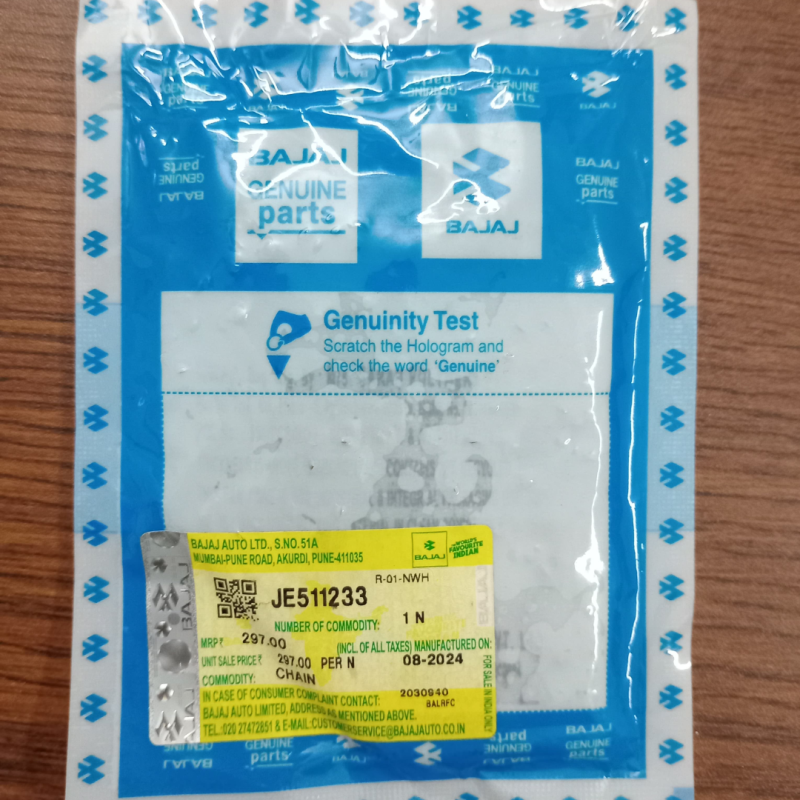 BAJAJ
GENUINE
parts
BAJAJ
BAJAJ
GENUINE
parts
Genuinity Test
Scratch the Hologram and
check the word 'Genuine'
BAJAJ AUTO LTD., S.NO.51A
MUMBAI-PUNE ROAD, AKURDI, PUNE-411035
BAJAJ
THE WORLD'S
FAVOURITE
INDIAN
R-01-NWH
JE511233
NUMBER OF COMMODITY: 1 N
MRP₹ 297.00 (INCL. OF ALL TAXES) MANUFACTURED ON:
UNIT SALE PRICE₹ 297.00 PER N 08-2024
COMMODITY: CHAIN
FOR SALE IN INDIA ONLY
IN CASE OF CONSUMER COMPLAINT CONTACT: 2030940
BAJAJ AUTO LIMITED, ADDRESS AS MENTIONED ABOVE. BALRFC
TEL.:020 27472851 & E-MAIL:CUSTOMERSERVICE@BAJAJAUTO.CO.IN
BAJAJ
GENUINE
parts
BAJAJ
GENUINE
parts